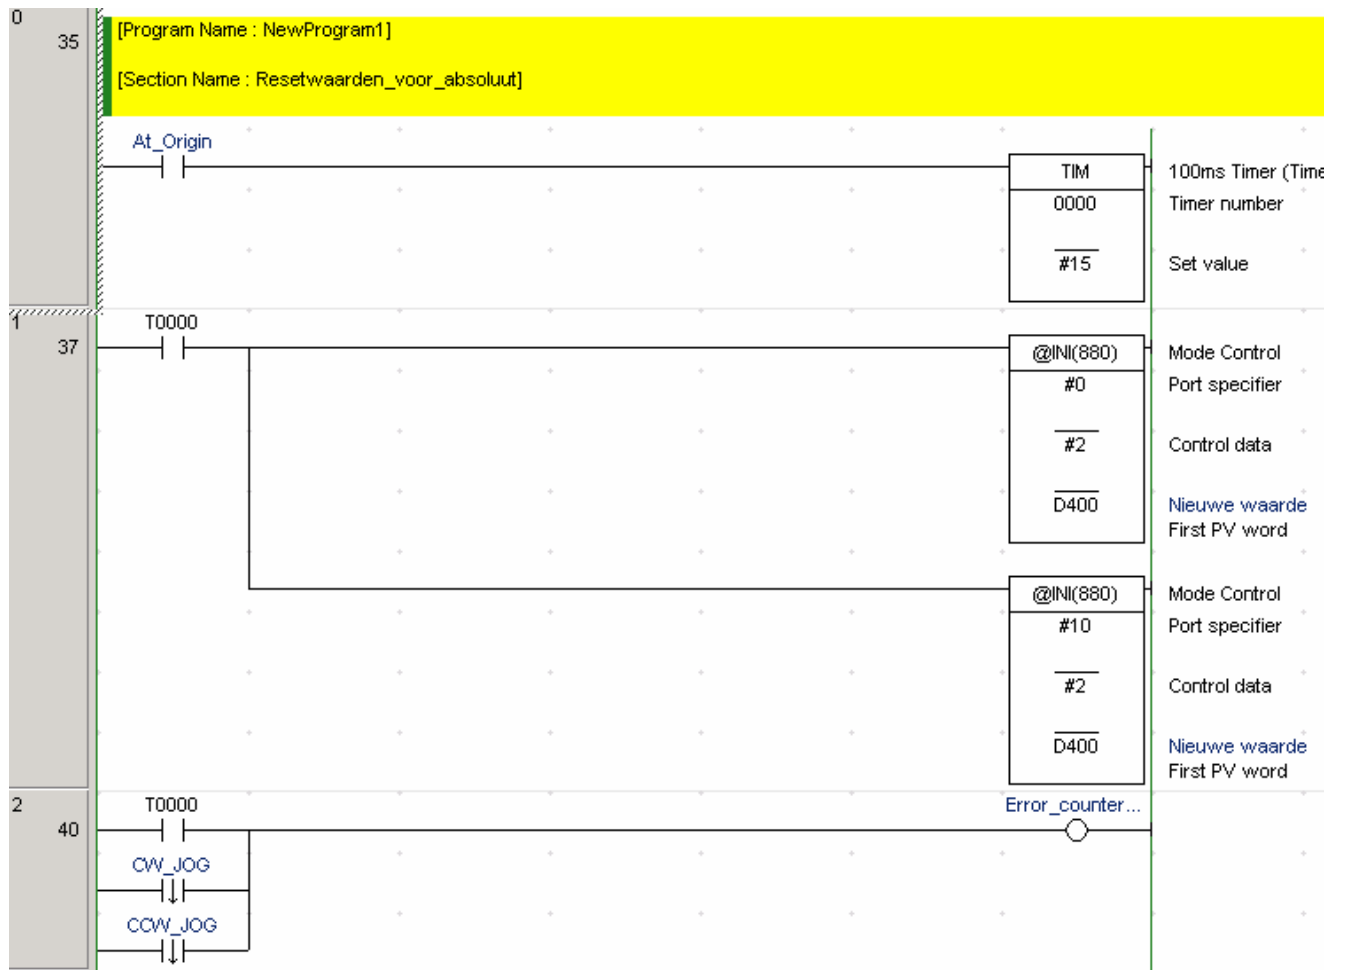 0
35
[Program Name : NewProgram1]
[Section Name : Resetwaarden_voor_absoluut]
At_Origin
TIM
100ms Timer (Time
0000
Timer number
#15
Set value
1
37
T0000
@INI(880)
Mode Control
#0
Port specifier
#2
Control data
D400
Nieuwe waarde
First PV word
@INI(880)
Mode Control
#10
Port specifier
#2
Control data
D400
Nieuwe waarde
First PV word
2
40
T0000
Error_counter...
CW_JOG
CCW_JOG